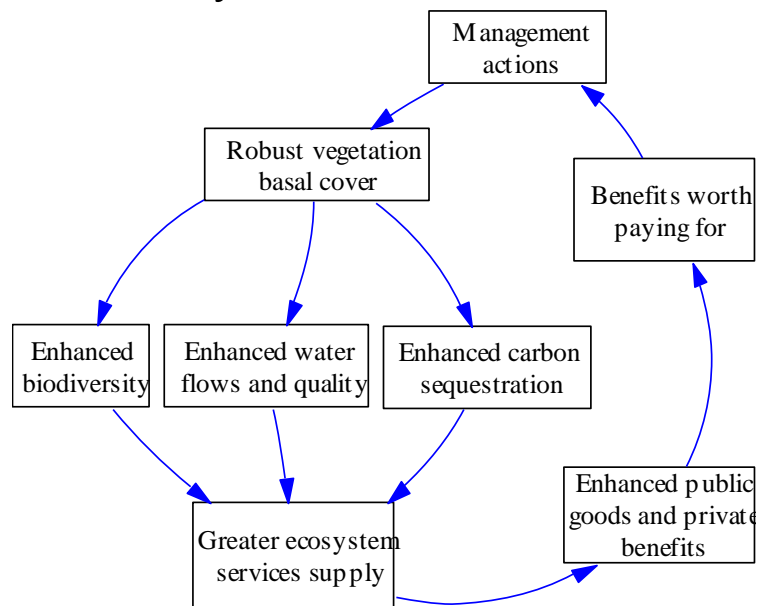 Management
actions
Robust vegetation
basal cover
Benefits worth
paying for
Enhanced
biodiversity
Enhanced water
flows and quality
Enhanced carbon
sequestration
Enhanced public
goods and private
benefits
Greater ecosystem
services supply